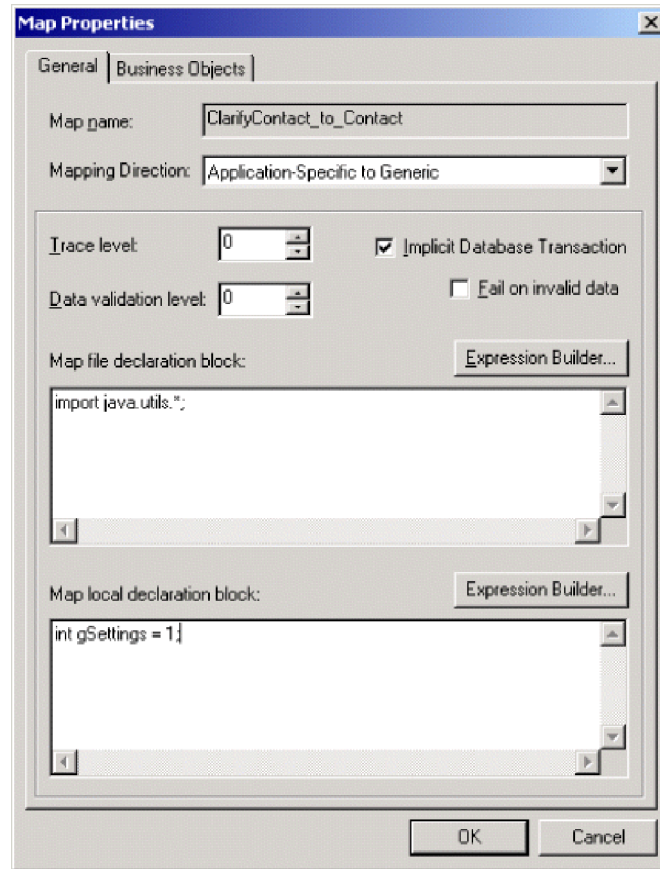 Map Properties
General Business Objects
Map name: ClarifyContact_to_Contact
Mapping Direction: Application-Specific to Generic
Trace level: 0 Implicit Database Transaction
Data validation level: 0 Fail on invalid data
Map file declaration block: Expression Builder...
import java.utils.*;
Map local declaration block: Expression Builder...
int gSettings = 1;
OK Cancel